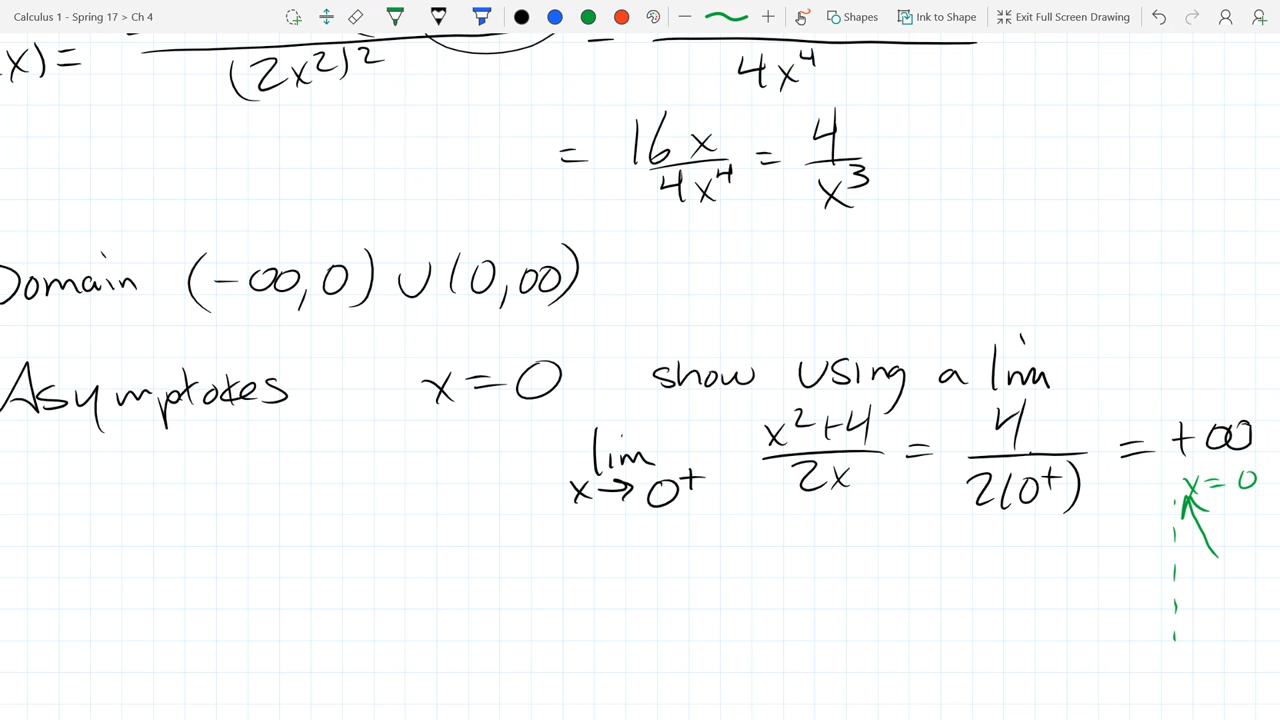 Calculus 1 - Spring 17 > Ch 4
Shapes
Ink to Shape
Exit Full Screen Drawing
x) = 
(2x²)²
=
4x⁴
= 16x/4x⁴ = 4/x³
Domain (-∞,0) ∪ (0,∞)
Asymptotes x = 0 show using a lim
lim x→0⁺ x²+4/2x = 4/2(0⁺) = +∞
x = 0